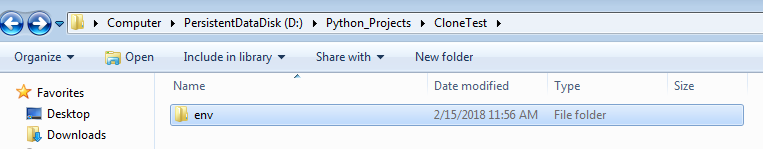 Computer PersistentDataDisk (D:) Python_Projects CloneTest
Organize Open Include in library Share with New folder
Name Date modified Type Size
Favorites
env 2/15/2018 11:56 AM File folder
Desktop
Downloads